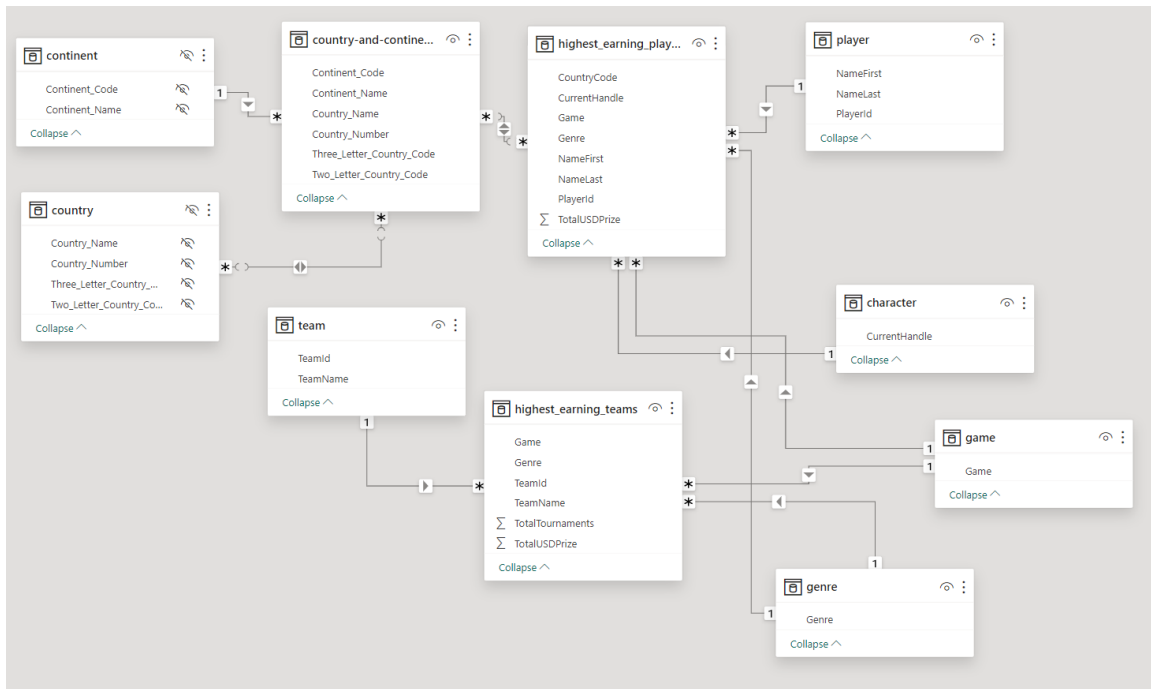 continent
Continent_Code
Continent_Name
Collapse
country-and-contine...
Continent_Code
Continent_Name
Country_Name
Country_Number
Three_Letter_Country_Code
Two_Letter_Country_Code
Collapse
highest_earning_play...
CountryCode
CurrentHandle
Game
Genre
NameFirst
NameLast
PlayerId
∑ TotalUSDPrize
Collapse
player
NameFirst
NameLast
PlayerId
Collapse
country
Country_Name
Country_Number
Three_Letter_Country_...
Two_Letter_Country_Co...
Collapse
team
TeamId
TeamName
Collapse
highest_earning_teams
Game
Genre
TeamId
TeamName
∑ TotalTournaments
∑ TotalUSDPrize
Collapse
character
CurrentHandle
Collapse
game
Game
Collapse
genre
Genre
Collapse
1
*
*
*
1
*
*
*
*
*
*
1
1
1
1
*
*
*
1
1